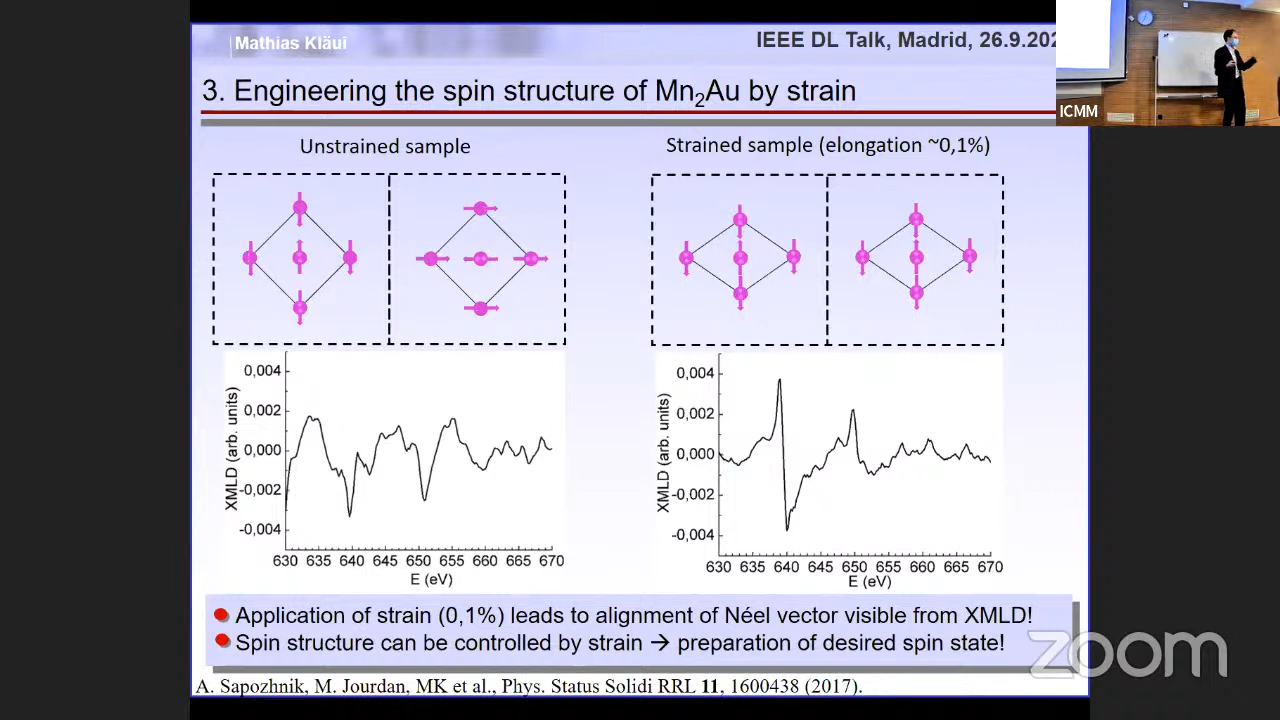 Mathias Kläui
IEEE DL Talk, Madrid, 26.9.202
ICMM
3. Engineering the spin structure of Mn₂Au by strain
Unstrained sample
Strained sample (elongation ~0,1%)
XMLD (arb. units)
0,004
0,002
0,000
-0,002
-0,004
630 635 640 645 650 655 660 665 670
E (eV)
XMLD (arb. units)
0,004
0,002
0,000
-0,002
-0,004
630 635 640 645 650 655 660 665 670
E (eV)
Application of strain (0,1%) leads to alignment of Néel vector visible from XMLD!
Spin structure can be controlled by strain → preparation of desired spin state!
zoom
A. Sapozhnik, M. Jourdan, MK et al., Phys. Status Solidi RRL 11, 1600438 (2017).